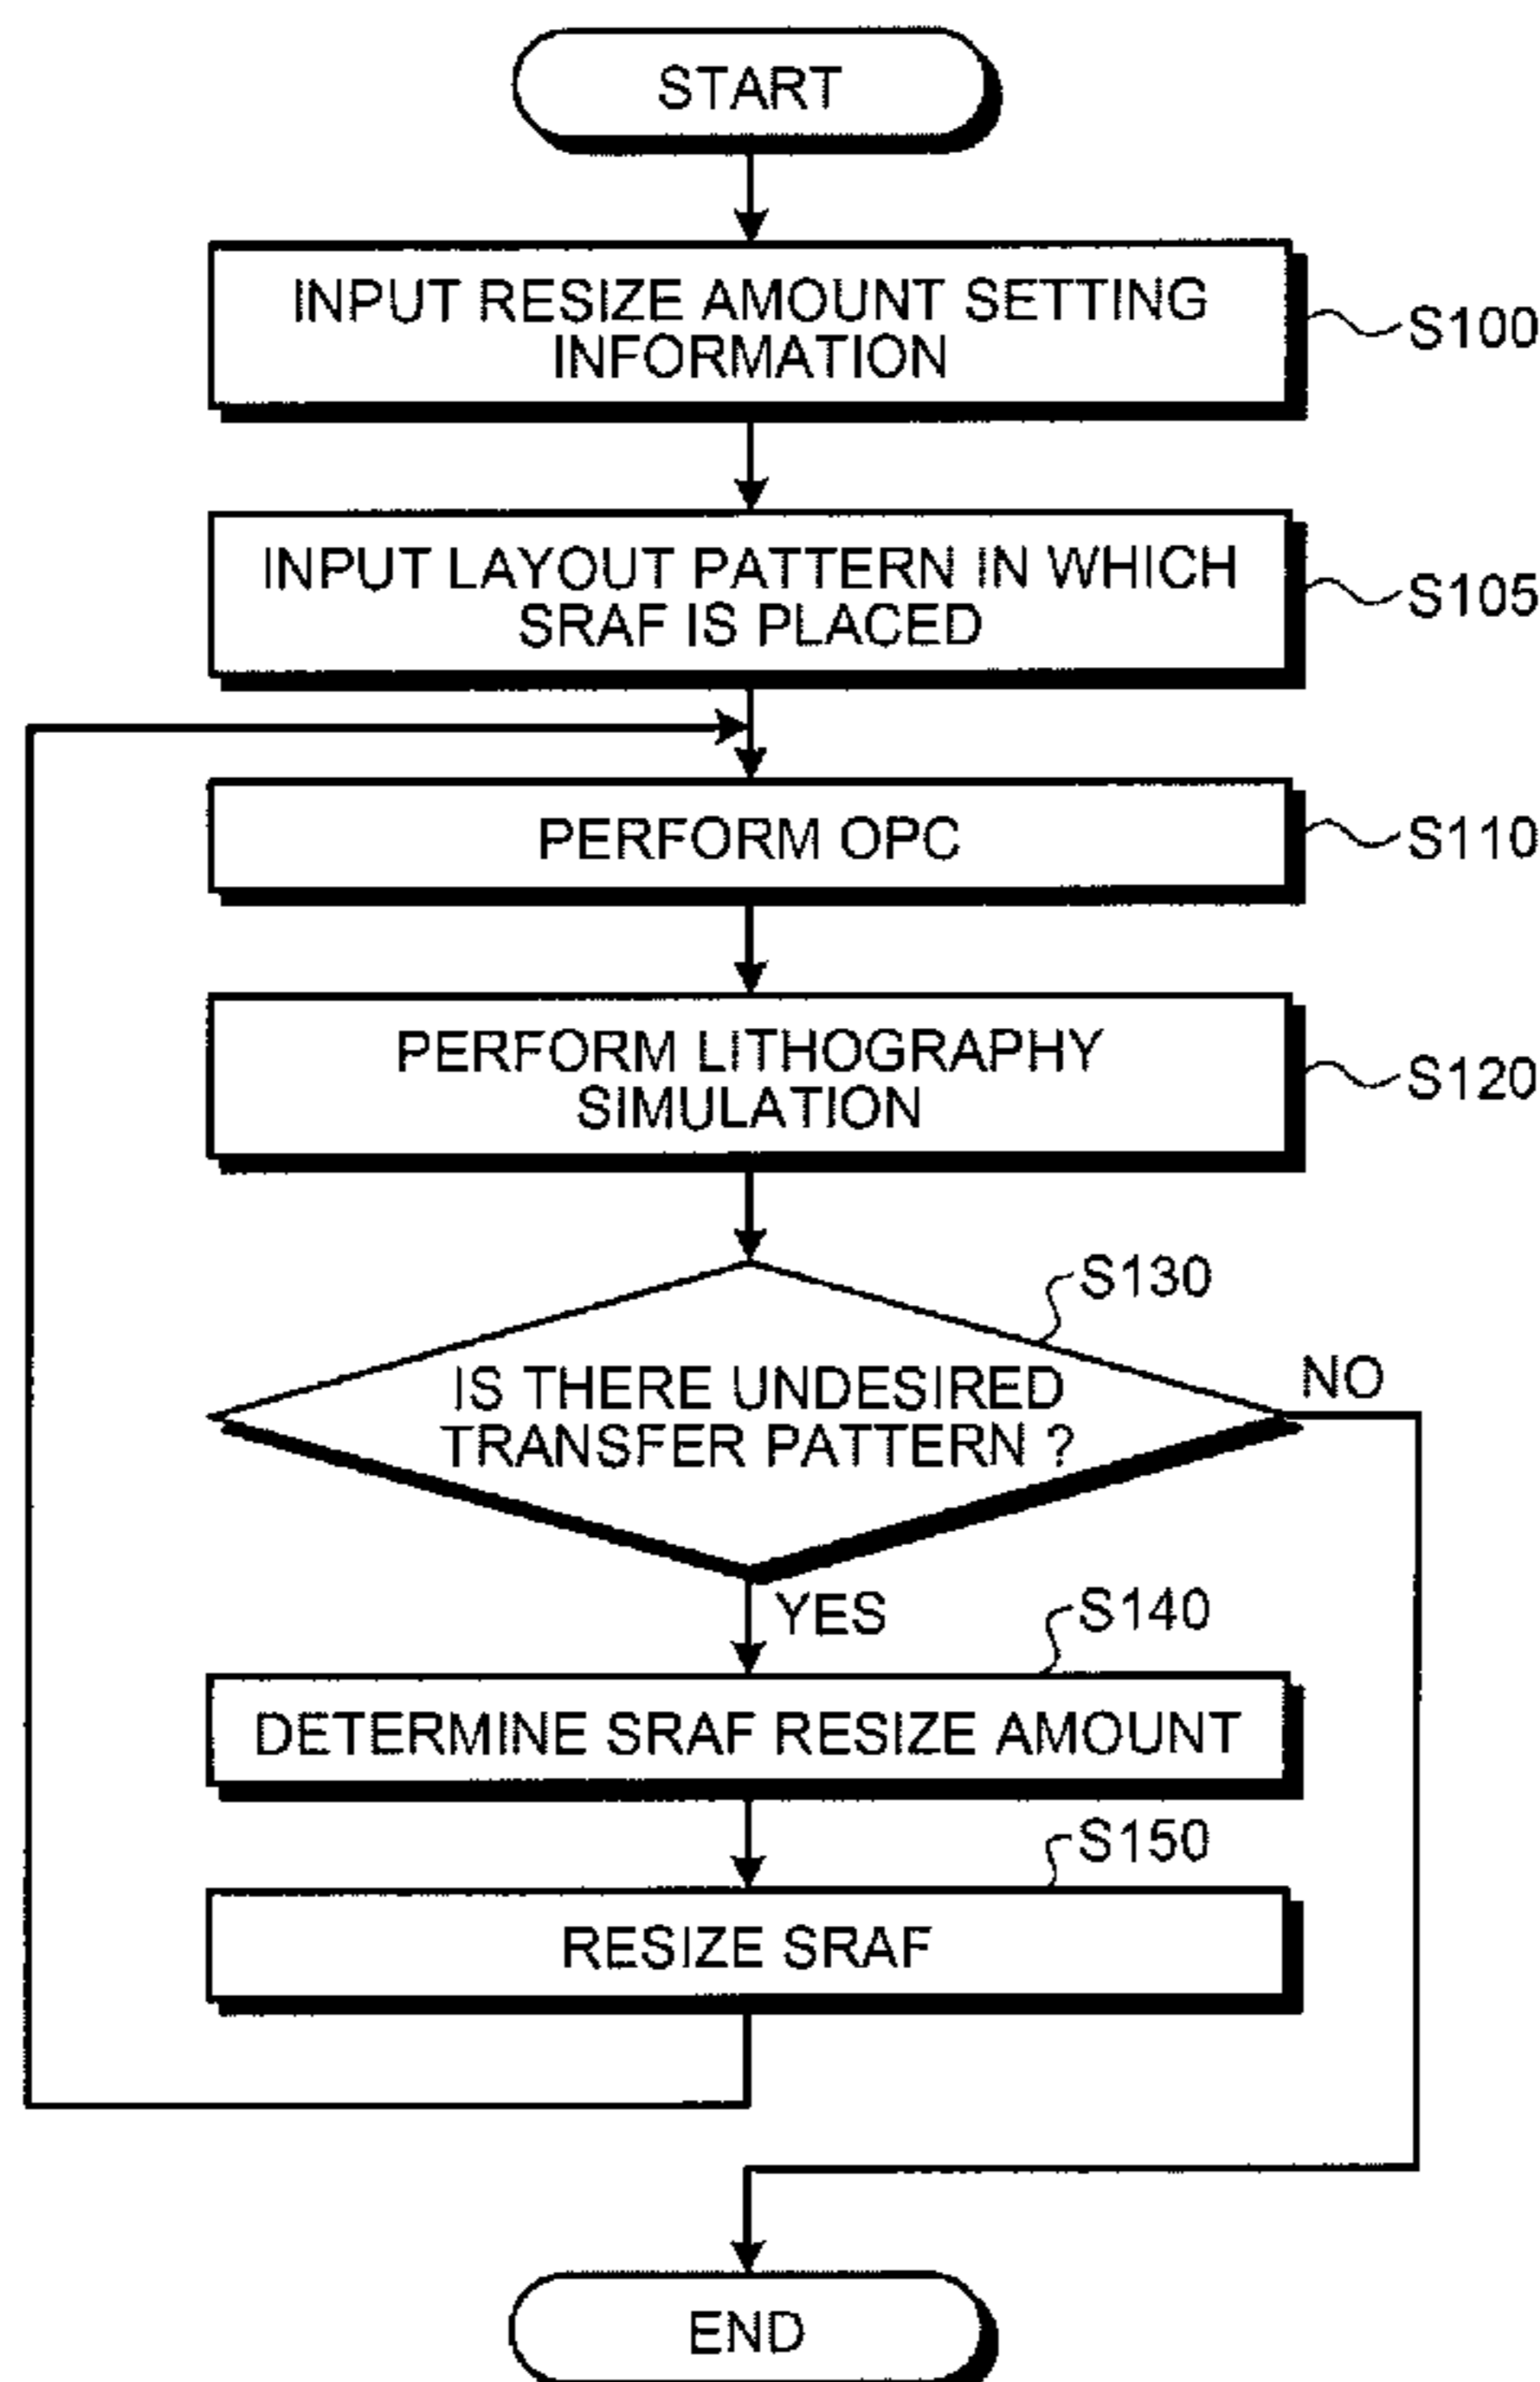 START
INPUT RESIZE AMOUNT SETTING
INFORMATION
S100
INPUT LAYOUT PATTERN IN WHICH
SRAF IS PLACED
S105
PERFORM OPC
S110
PERFORM LITHOGRAPHY
SIMULATION
S120
S130
IS THERE UNDESIRED
TRANSFER PATTERN ?
NO
YES
S140
DETERMINE SRAF RESIZE AMOUNT
S150
RESIZE SRAF
END